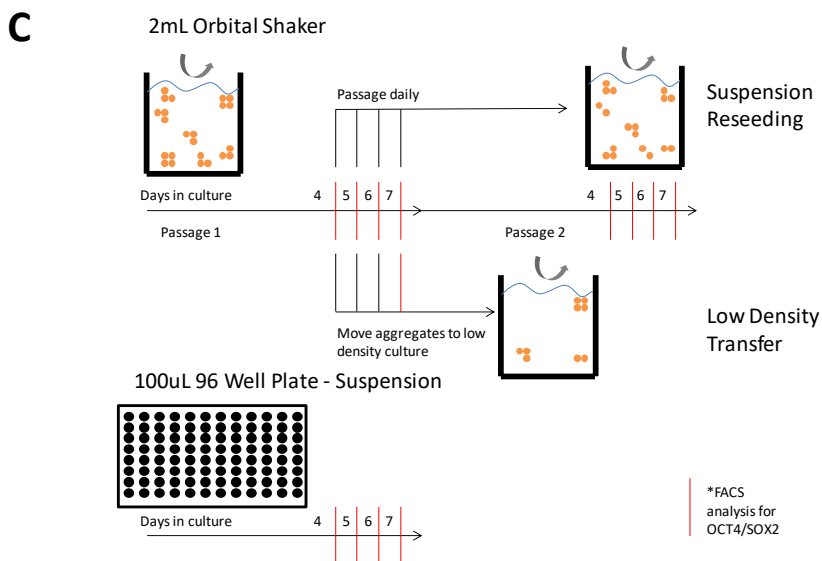 C
2mL Orbital Shaker
Passage daily
Suspension
Reseeding
Days in culture 4 5 6 7 4 5 6 7
Passage 1 Passage 2
Move aggregates to low
density culture
Low Density
Transfer
100uL 96 Well Plate - Suspension
Days in culture 4 5 6 7
*FACS
analysis for
OCT4/SOX2